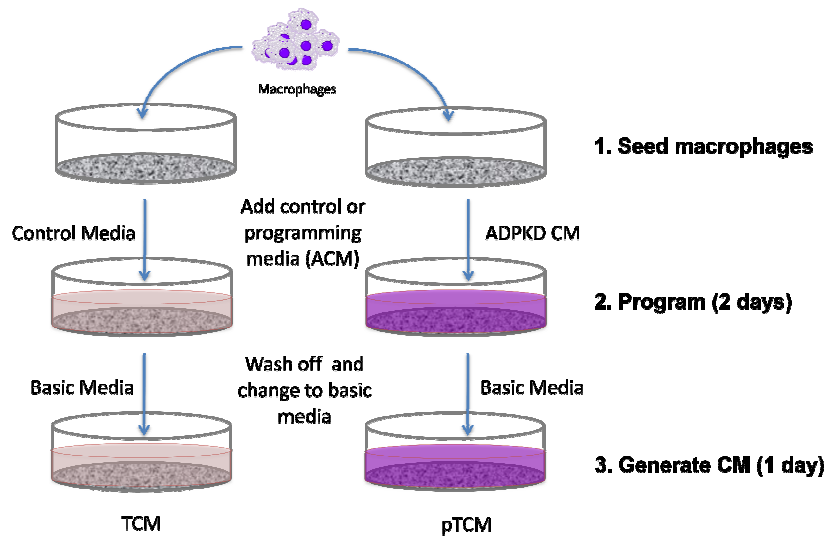 Macrophages
1. Seed macrophages
Control Media
Add control or
programming
media (ACM)
ADPKD CM
2. Program (2 days)
Basic Media
Wash off and
change to basic
media
Basic Media
3. Generate CM (1 day)
TCM
pTCM